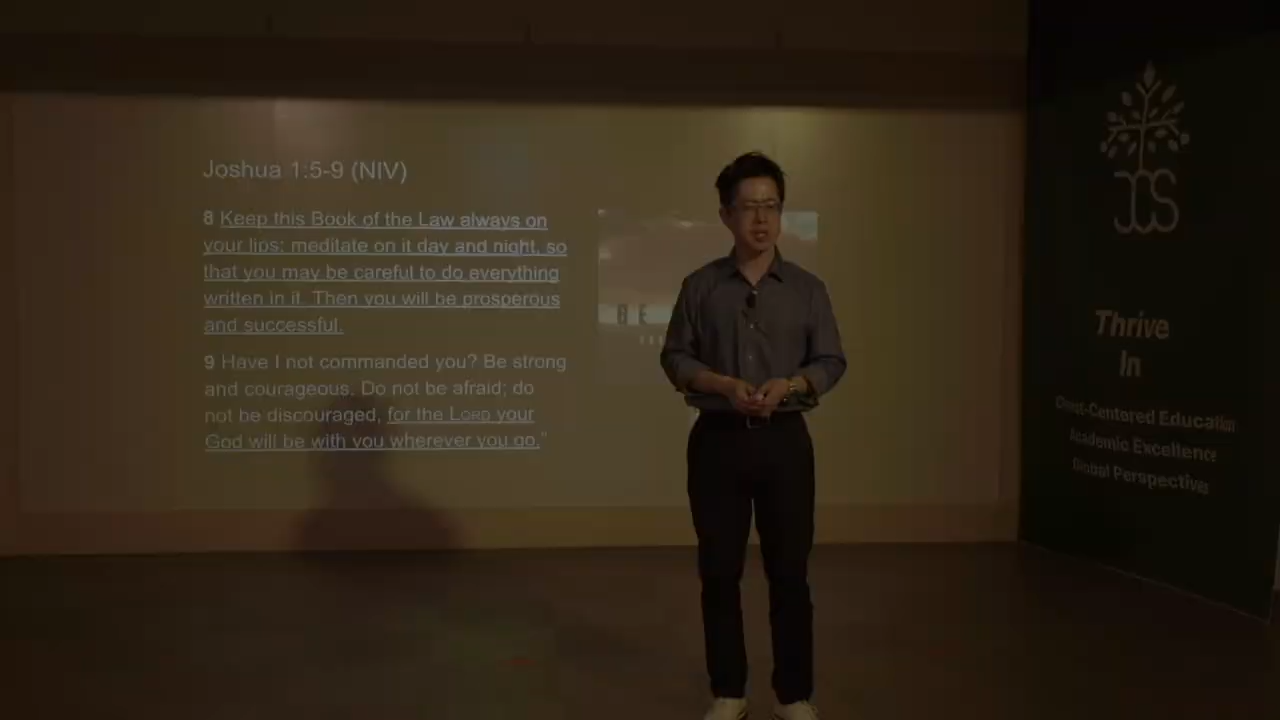 Joshua 1:5-9 (NIV)
8 Keep this Book of the Law always on
your lips; meditate on it day and night, so
that you may be careful to do everything
written in it. Then you will be prosperous
and successful.
9 Have I not commanded you? Be strong
and courageous. Do not be afraid; do
not be discouraged, for the LORD your
God will be with you wherever you go.”
BE
JCS
Thrive
In
Christ-Centered Education
Academic Excellence
Global Perspectives